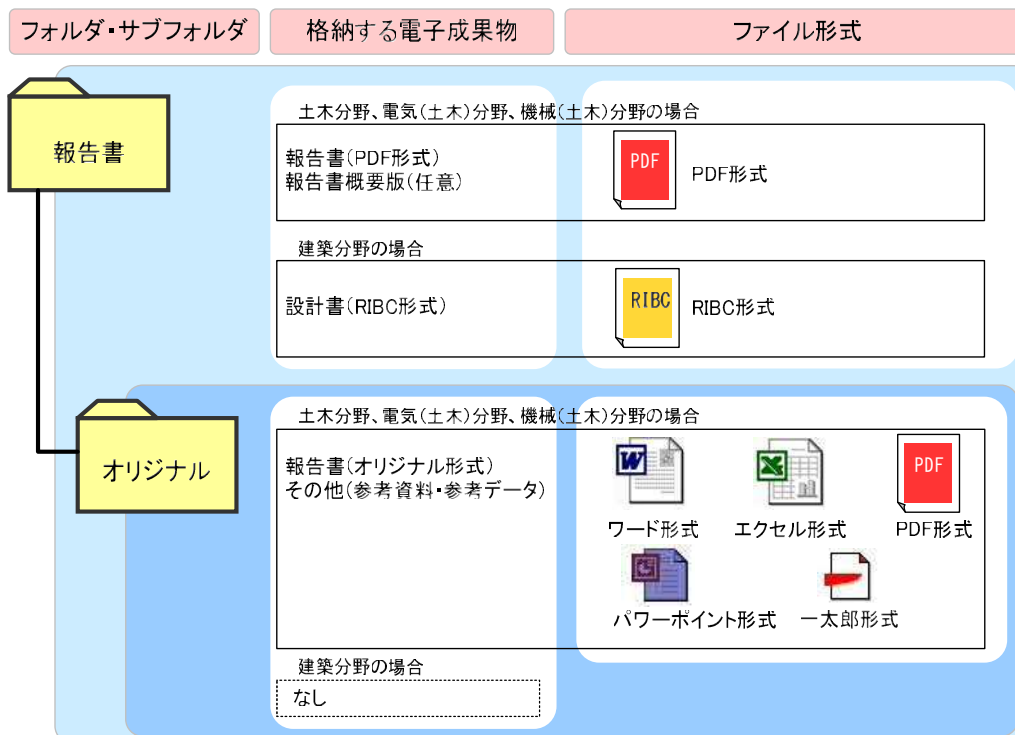 フォルダ・サブフォルダ
格納する電子成果物
ファイル形式
報告書
土木分野、電気(土木)分野、機械(土木)分野の場合
報告書(PDF形式)
報告書概要版(任意)
PDF
PDF形式
建築分野の場合
設計書(RIBC形式)
RIBC
RIBC形式
オリジナル
土木分野、電気(土木)分野、機械(土木)分野の場合
報告書(オリジナル形式)
その他(参考資料・参考データ)
W
X
PDF
ワード形式
エクセル形式
PDF形式
パワーポイント形式
一太郎形式
建築分野の場合
なし